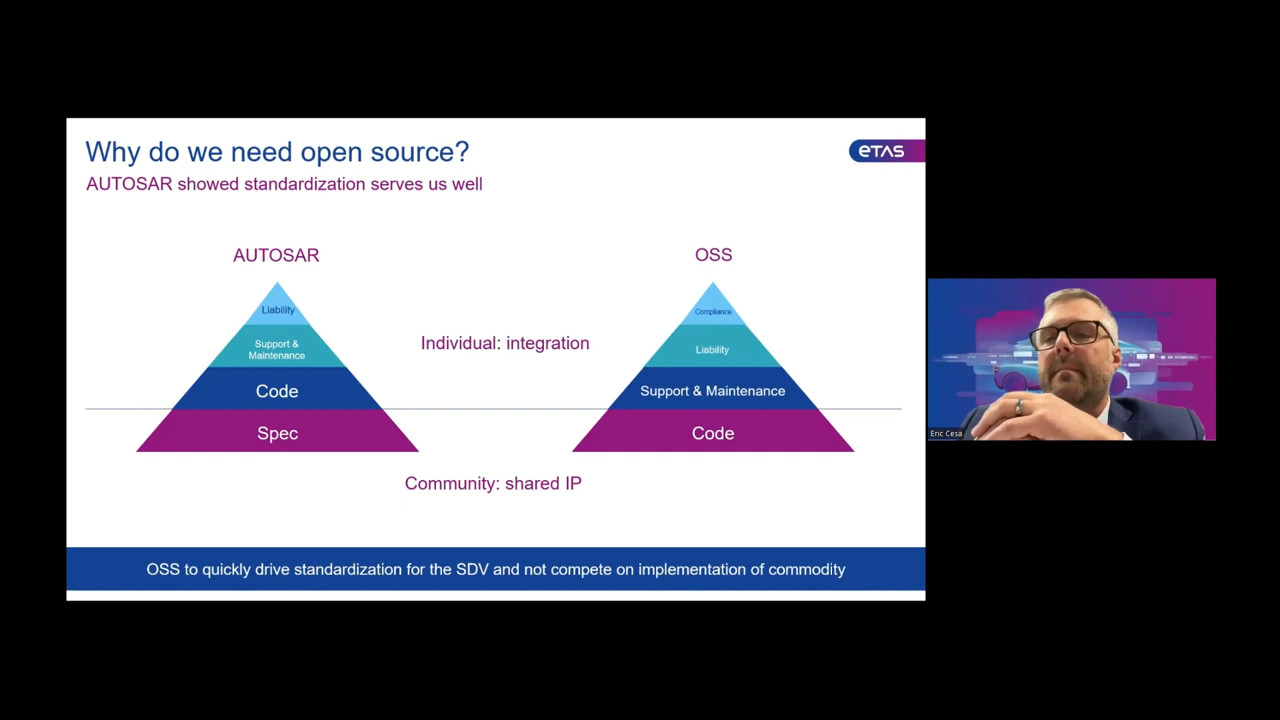 Why do we need open source?
eTAS
AUTOSAR showed standardization serves us well
AUTOSAR
OSS
Liability
Support &
Maintenance
Code
Spec
Individual: integration
Compliance
Liability
Support & Maintenance
Code
Community: shared IP
OSS to quickly drive standardization for the SDV and not compete on implementation of commodity
Eric Cesa